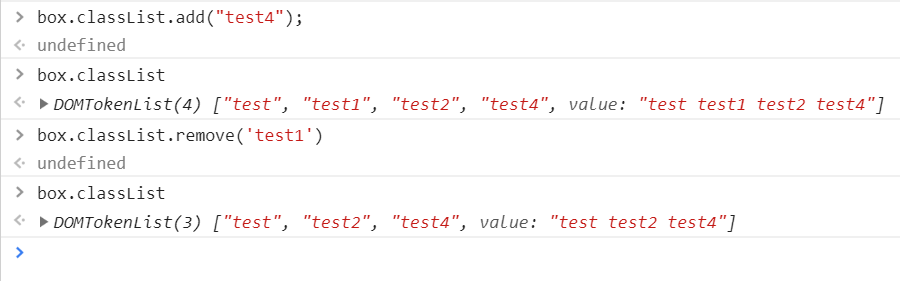 > box.classList.add("test4");
<· undefined
> box.classList
<· ▶ DOMTokenList(4) ["test", "test1", "test2", "test4", value: "test test1 test2 test4"]
> box.classList.remove('test1')
<· undefined
> box.classList
<· ▶ DOMTokenList(3) ["test", "test2", "test4", value: "test test2 test4"]
>